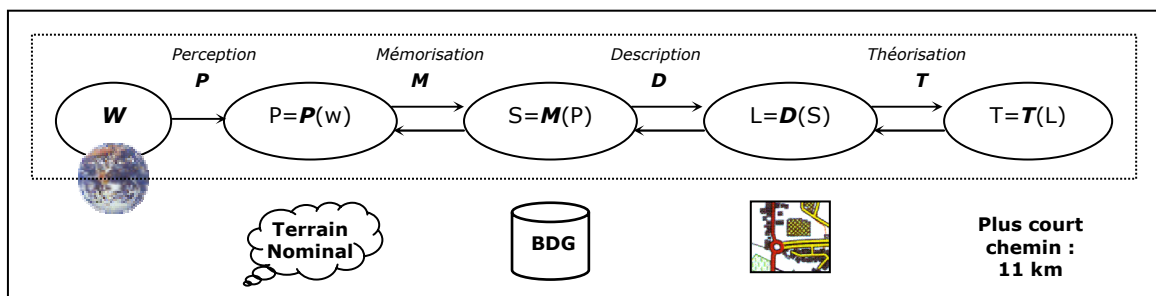 Perception Mémorisation Description Théorisation
P M D T
W P=P(w) S=M(P) L=D(S) T=T(L)
Terrain
Nominal
BDG
Plus court
chemin :
11 km